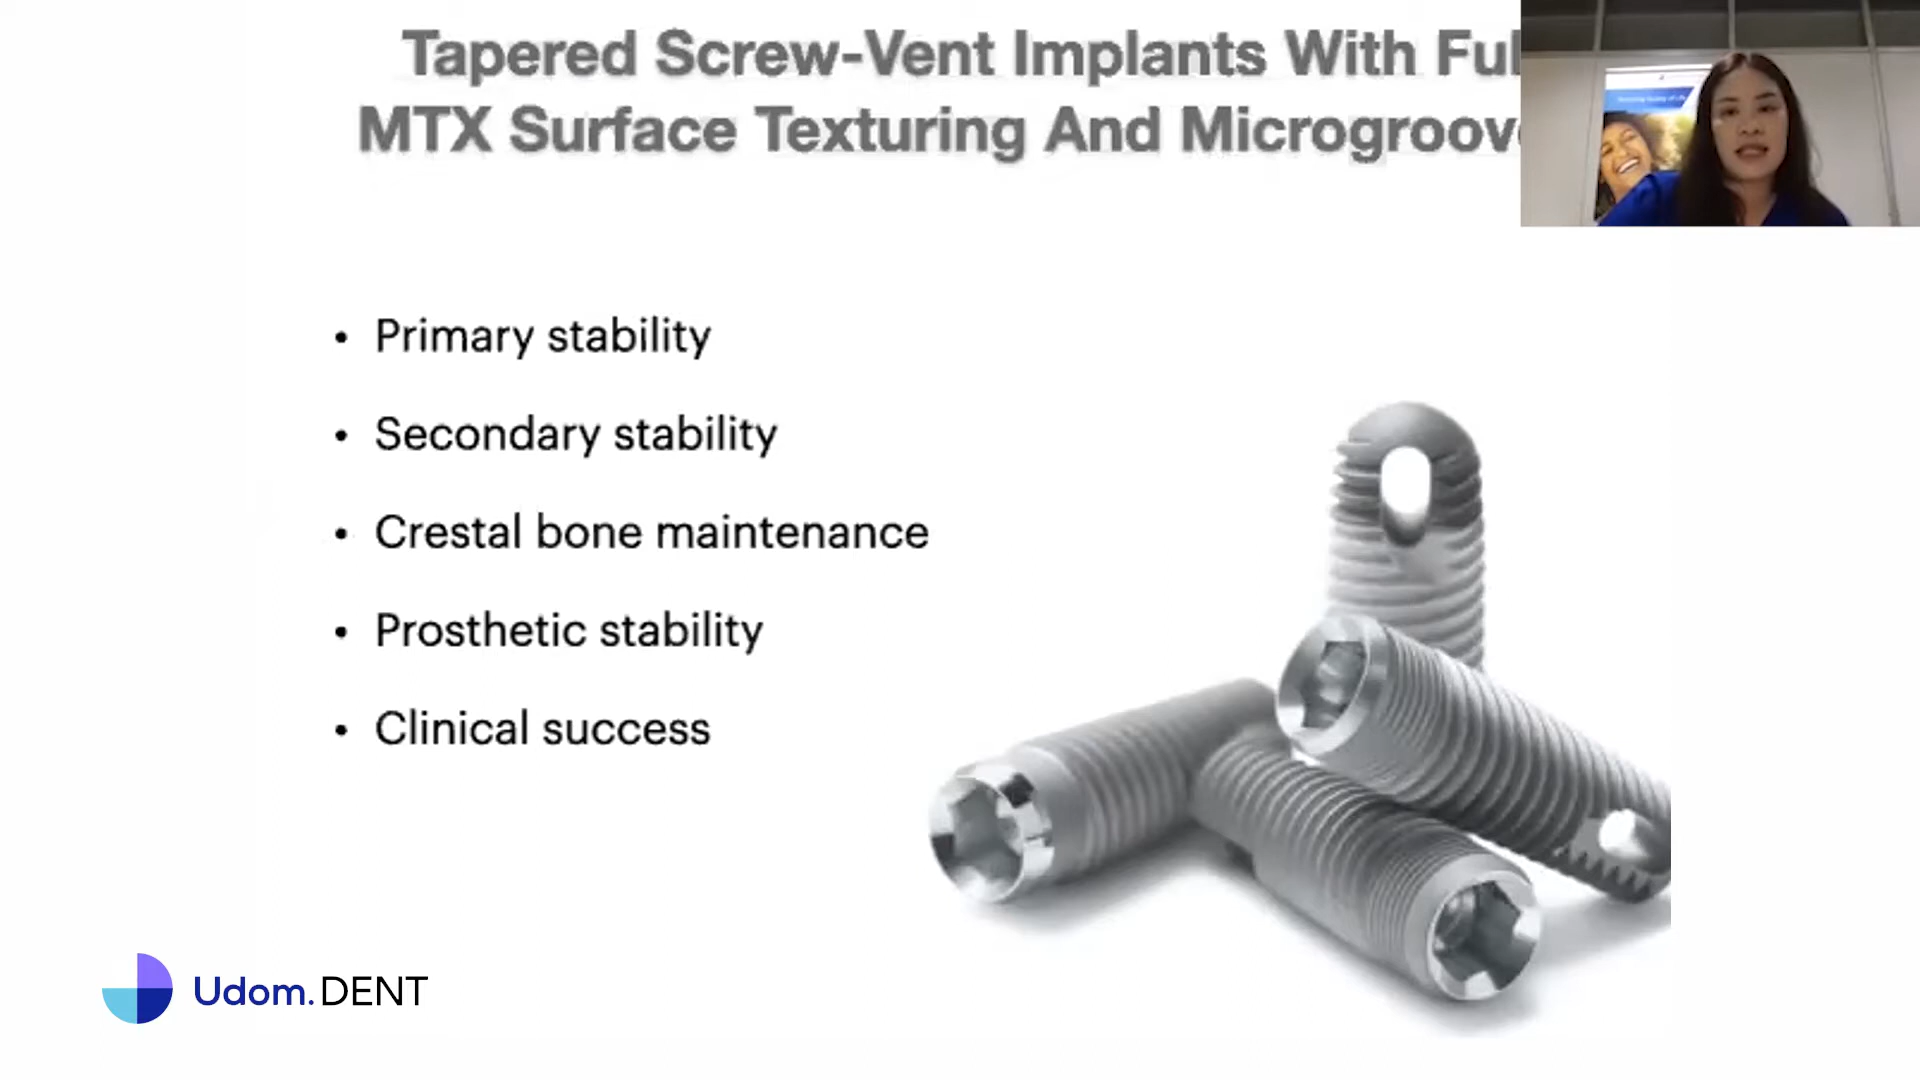 Tapered Screw-Vent Implants With Ful
MTX Surface Texturing And Microgroov
• Primary stability
• Secondary stability
• Crestal bone maintenance
• Prosthetic stability
• Clinical success
Udom.DENT